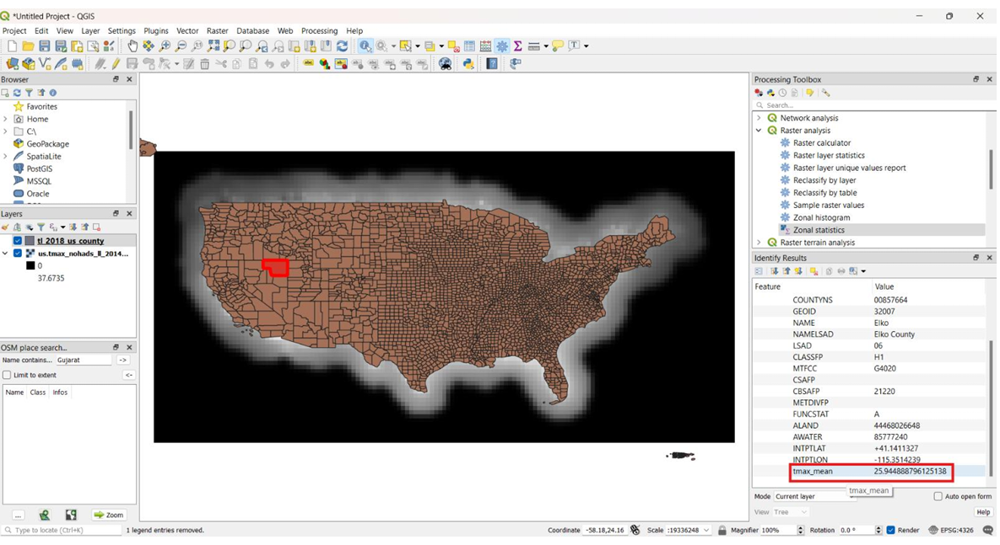 *Untitled Project - QGIS
Project Edit View Layer Settings Plugins Vector Raster Database Web Processing Help
Browser
Favorites
Home
C:\
GeoPackage
SpatiaLite
PostGIS
MSSQL
Oracle
Layers
tl_2018_us_county
us.tmax_nohads_ll_2014...
0
37.6735
OSM place search...
Name contains... Gujarat ->
Limit to extent <-
Name Class Infos
... Zoom
Processing Toolbox
Search...
Network analysis
Raster analysis
Raster calculator
Raster layer statistics
Raster layer unique values report
Reclassify by layer
Reclassify by table
Sample raster values
Zonal histogram
Zonal statistics
Raster terrain analysis
Identify Results
Feature Value
COUNTYNS 00857664
GEOID 32007
NAME Elko
NAMELSAD Elko County
LSAD 06
CLASSFP H1
MTFCC G4020
CSAFP
CBSAFP 21220
METDIVFP
FUNCSTAT A
ALAND 44468026648
AWATER 85777240
INTPTLAT +41.1411327
INTPTLON -115.3514239
tmax_mean 25.944888796125138
tmax_mean
Mode Current layer Auto open form
View Tree Help
Type to locate (Ctrl+K) 1 legend entries removed. Coordinate -58.18,24.16 Scale :19336248 Magnifier 100% Rotation 0.0 ° Render EPSG:4326